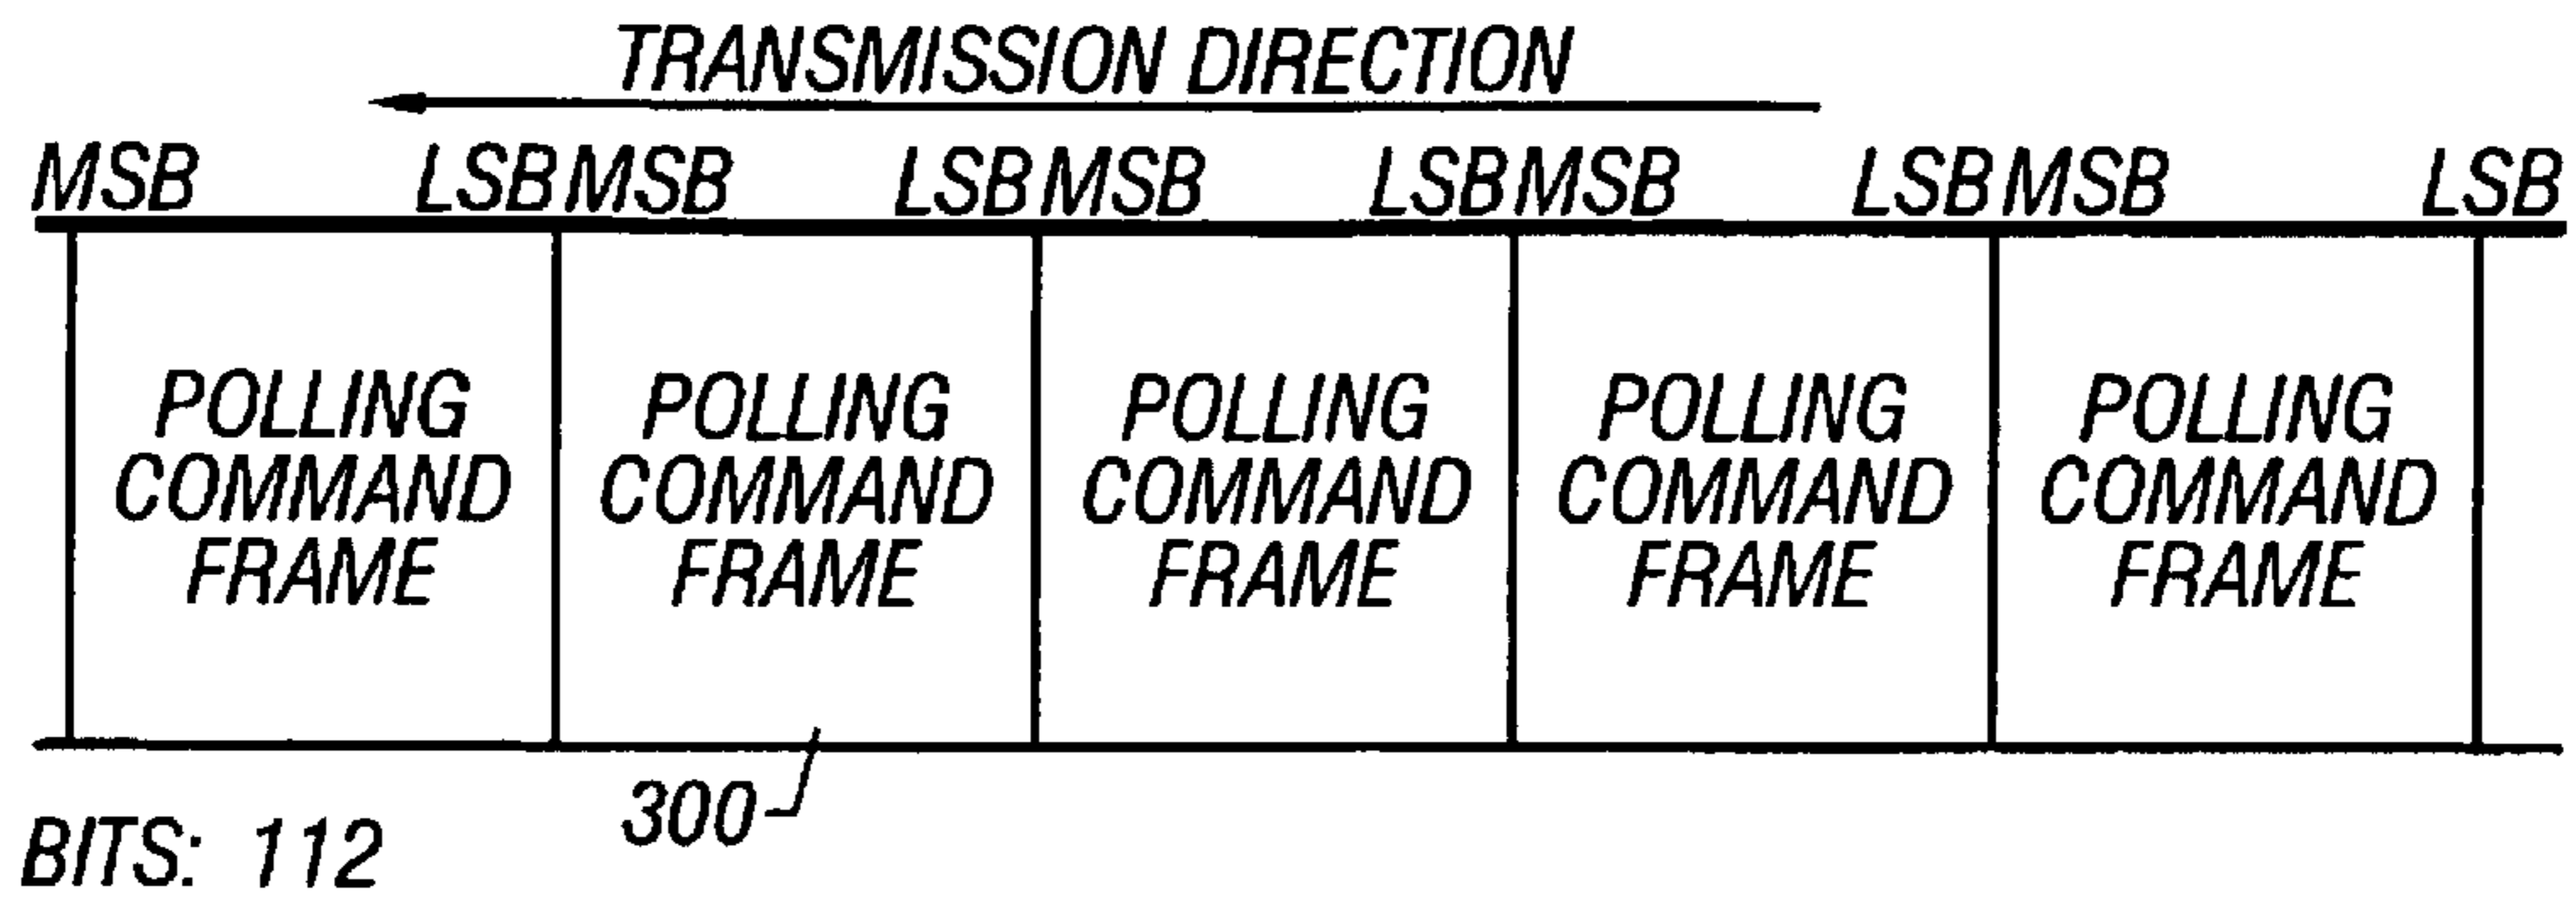 TRANSMISSION DIRECTION
MSB LSB MSB LSB MSB LSB MSB LSB MSB LSB
POLLING COMMAND FRAME
POLLING COMMAND FRAME
POLLING COMMAND FRAME
POLLING COMMAND FRAME
POLLING COMMAND FRAME
300
BITS: 112